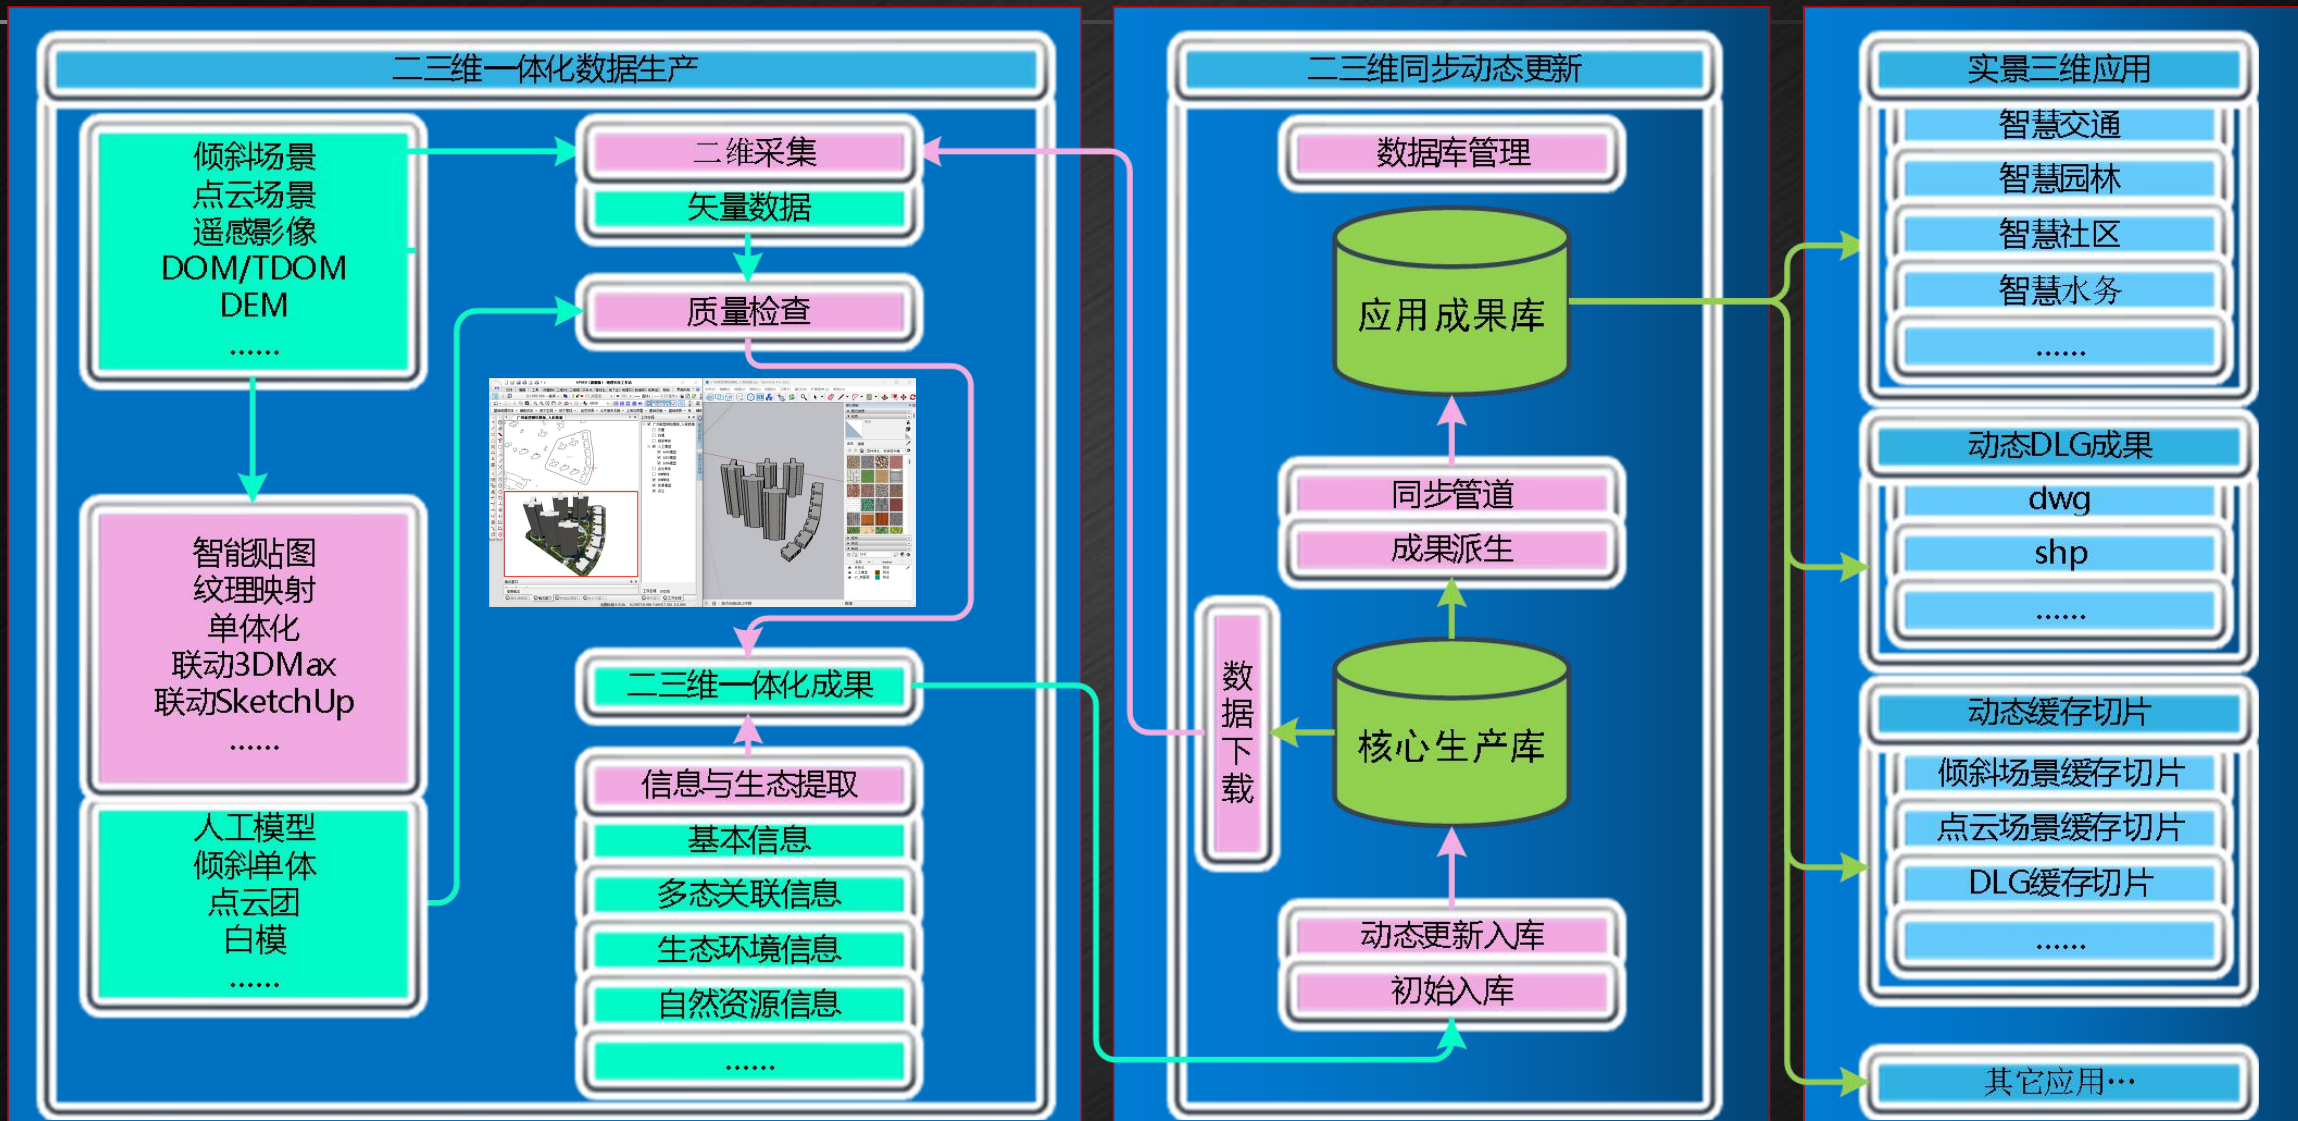 二三维一体化数据生产
倾斜场景
点云场景
遥感影像
DOM/TDOM
DEM
......
智能贴图
纹理映射
单体化
联动3DMax
联动SketchUp
......
人工模型
倾斜单体
点云团
白模
......
二维采集
矢量数据
质量检查
二三维一体化成果
信息与生态提取
基本信息
多态关联信息
生态环境信息
自然资源信息
......
二三维同步动态更新
数据库管理
应用成果库
同步管道
成果派生
数据下载
核心生产库
动态更新入库
初始入库
实景三维应用
智慧交通
智慧园林
智慧社区
智慧水务
......
动态DLG成果
dwg
shp
......
动态缓存切片
倾斜场景缓存切片
点云场景缓存切片
DLG缓存切片
......
其它应用…